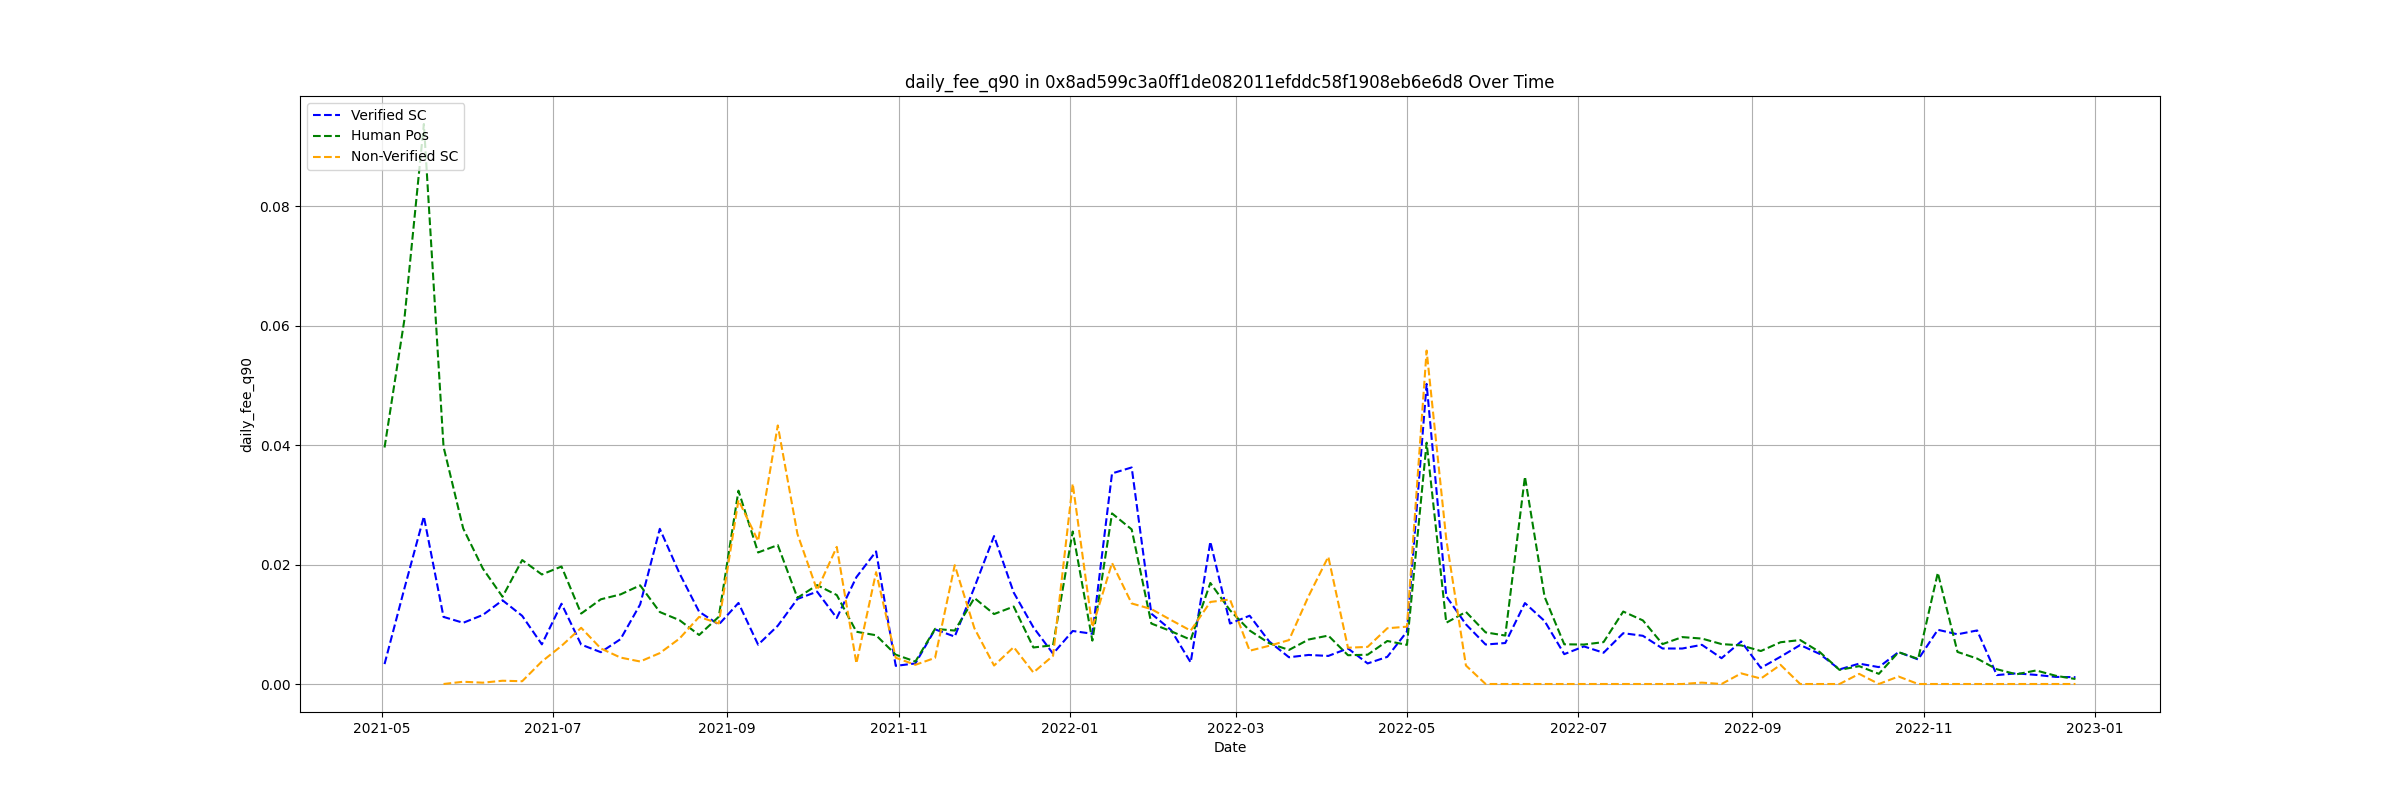 daily_fee_q90 in 0x8ad599c3a0ff1de082011efddc58f1908eb6e6d8 Over Time
Verified SC
Human Pos
Non-Verified SC
daily_fee_q90
0.08
0.06
0.04
0.02
0.00
2021-05 2021-07 2021-09 2021-11 2022-01 2022-03 2022-05 2022-07 2022-09 2022-11 2023-01
Date